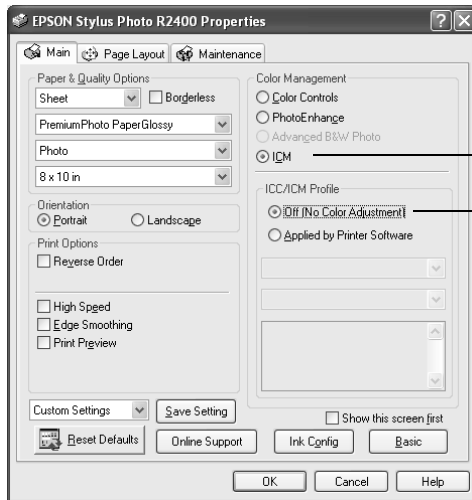 EPSON Stylus Photo R2400 Properties
Main
Page Layout
Maintenance
Paper & Quality Options
Sheet
Borderless
PremiumPhoto PaperGlossy
Photo
8 x 10 in
Orientation
Portrait
Landscape
Print Options
Reverse Order
High Speed
Edge Smoothing
Print Preview
Color Management
Color Controls
PhotoEnhance
Advanced B&W Photo
ICM
ICC/ICM Profile
Off (No Color Adjustment)
Applied by Printer Software
Custom Settings
Save Setting
Show this screen first
Reset Defaults
Online Support
Ink Config
Basic
OK
Cancel
Help